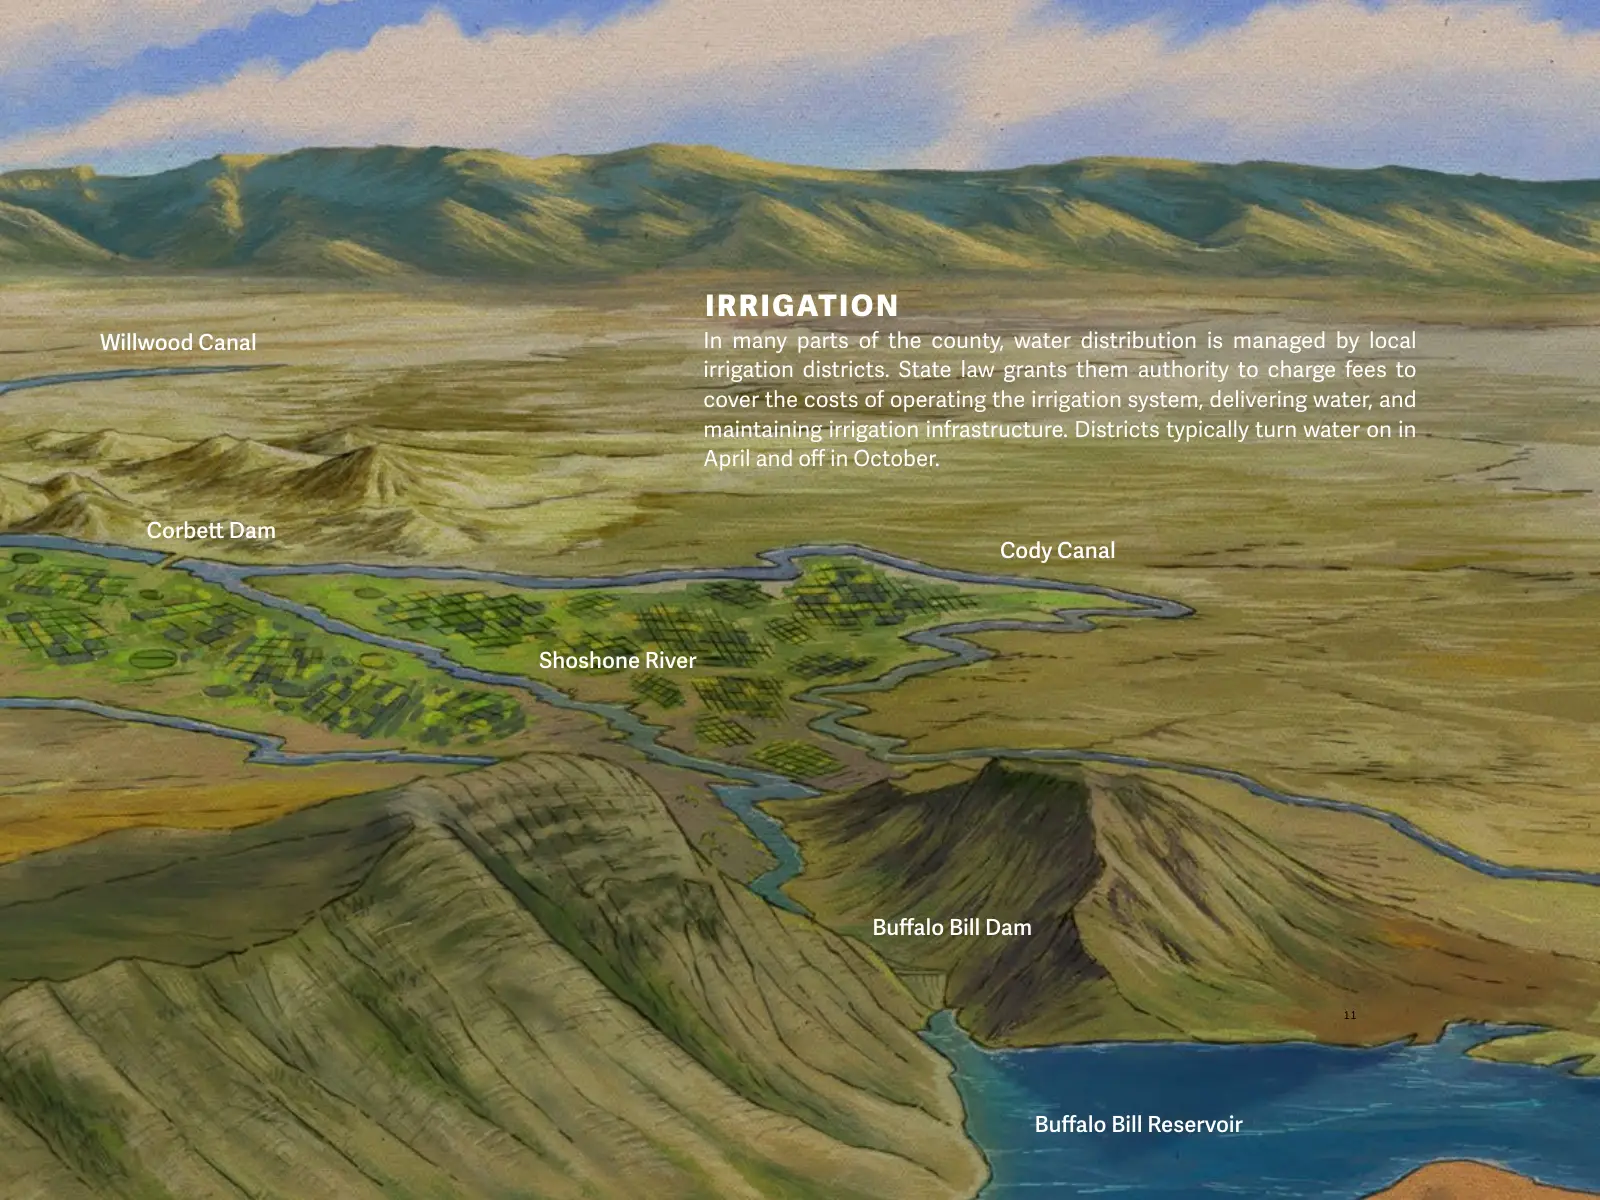 IRRIGATION
In many parts of the county, water distribution is managed by local
irrigation districts. State law grants them authority to charge fees to
cover the costs of operating the irrigation system, delivering water, and
maintaining irrigation infrastructure. Districts typically turn water on in
April and off in October.
Willwood Canal
Corbett Dam
Cody Canal
Shoshone River
Buffalo Bill Dam
11
Buffalo Bill Reservoir